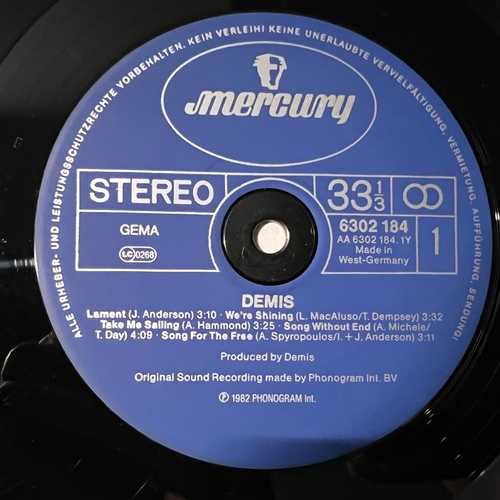 ALLE URHEBER- UND LEISTUNGSSCHUTZRECHTE VORBEHALTEN. KEIN VERLEIH! KEINE UNERLAUBTE VERVIELFÄLTIGUNG, VERMIETUNG, AUFFÜHRUNG, SENDUNG!
mercury
STEREO 33 1/3
GEMA
LC 0268
6302 184
AA 6302 184. 1Y
Made in
West-Germany
1
DEMIS
Lament (J. Anderson) 3:10 · We're Shining (L. MacAluso/T. Dempsey) 3:32
Take Me Sailing (A. Hammond) 3:25 · Song Without End (A. Michele/
T. Day) 4:09 · Song For The Free (A. Spyropoulos/I. + J. Anderson) 3:11
Produced by Demis
Original Sound Recording made by Phonogram Int. BV
℗ 1982 PHONOGRAM Int.